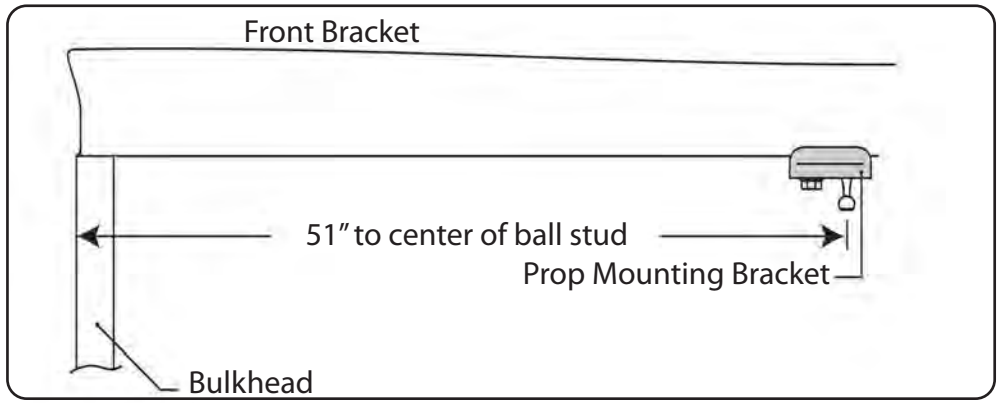 Front Bracket
51” to center of ball stud
Prop Mounting Bracket
Bulkhead